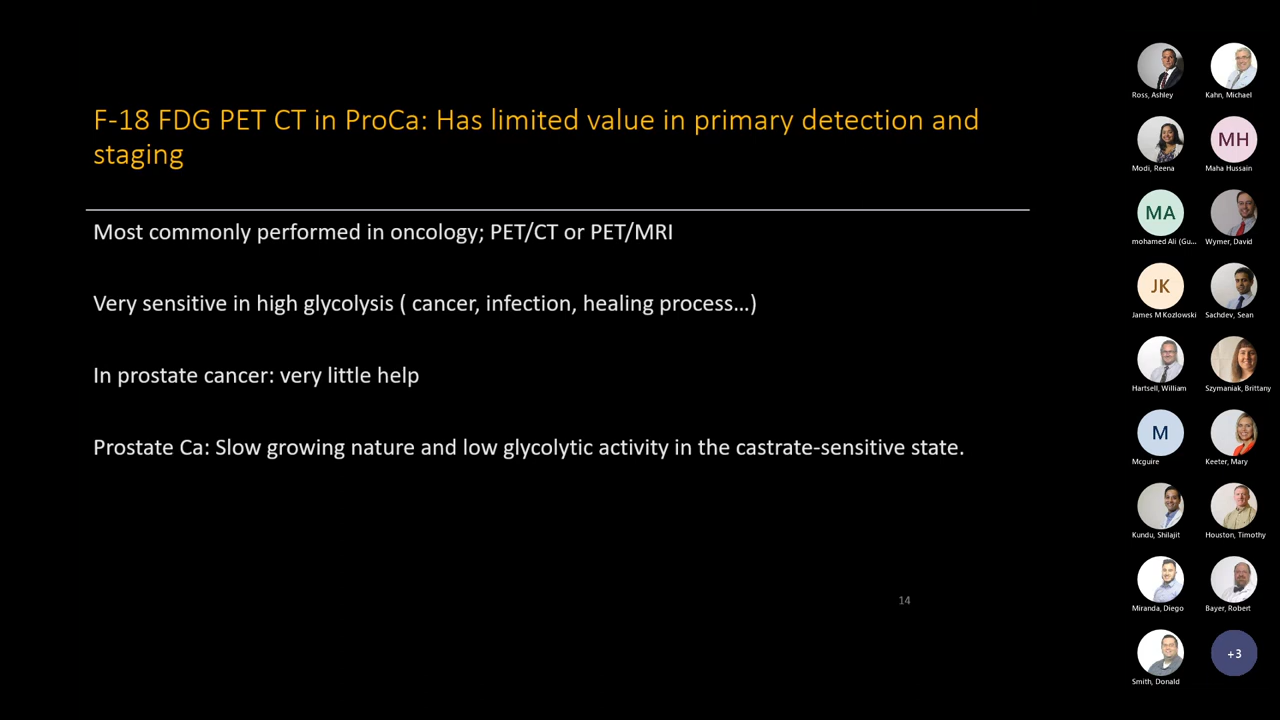 F-18 FDG PET CT in ProCa: Has limited value in primary detection and
staging
Most commonly performed in oncology; PET/CT or PET/MRI
Very sensitive in high glycolysis ( cancer, infection, healing process…)
In prostate cancer: very little help
Prostate Ca: Slow growing nature and low glycolytic activity in the castrate-sensitive state.
14
Ross, Ashley
Kahn, Michael
Modi, Reena
MH
Maha Hussain
MA
mohamed Ali (Gu...
Wymer, David
JK
James M Kozlowski
Sachdev, Sean
Hartsell, William
Szymaniak, Brittany
M
Mcguire
Keeter, Mary
Kundu, Shilajit
Houston, Timothy
Miranda, Diego
Bayer, Robert
Smith, Donald
+3